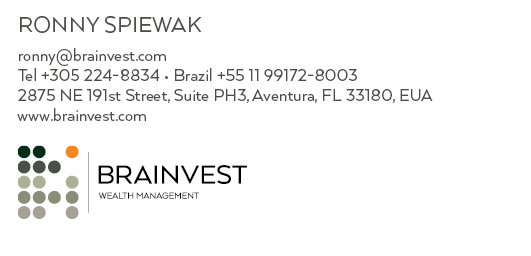 RONNY SPIEWAK
ronny@brainvest.com
Tel +305 224-8834 • Brazil +55 11 99172-8003
2875 NE 191st Street, Suite PH3, Aventura, FL 33180, EUA
www.brainvest.com
BRAINVEST
WEALTH MANAGEMENT